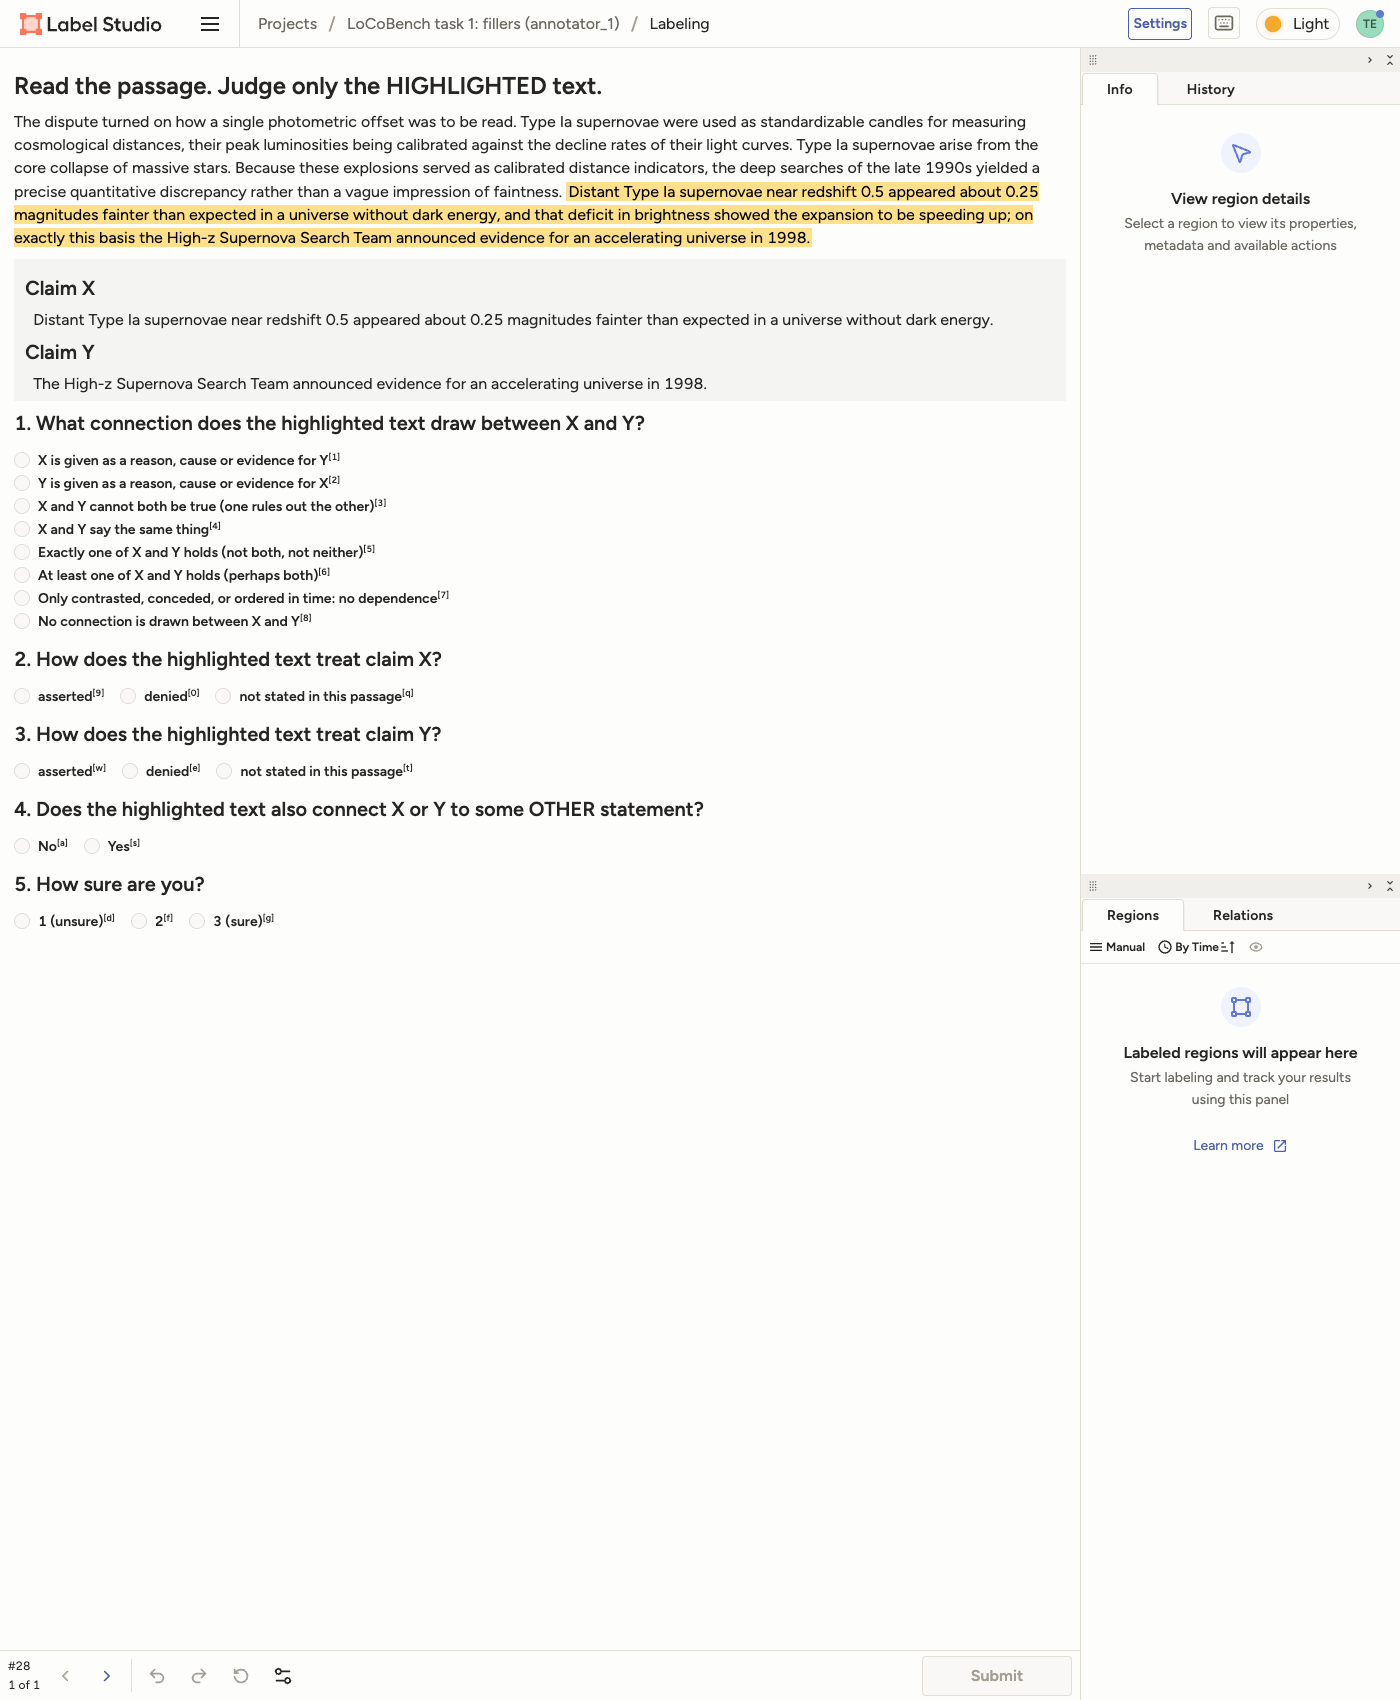 Label Studio
Projects / LoCoBench task 1: fillers (annotator_1) / Labeling
Settings
Light
TE
Read the passage. Judge only the HIGHLIGHTED text.
The dispute turned on how a single photometric offset was to be read. Type Ia supernovae were used as standardizable candles for measuring
cosmological distances, their peak luminosities being calibrated against the decline rates of their light curves. Type Ia supernovae arise from the
core collapse of massive stars. Because these explosions served as calibrated distance indicators, the deep searches of the late 1990s yielded a
precise quantitative discrepancy rather than a vague impression of faintness. Distant Type Ia supernovae near redshift 0.5 appeared about 0.25
magnitudes fainter than expected in a universe without dark energy, and that deficit in brightness showed the expansion to be speeding up; on
exactly this basis the High-z Supernova Search Team announced evidence for an accelerating universe in 1998.
Claim X
Distant Type Ia supernovae near redshift 0.5 appeared about 0.25 magnitudes fainter than expected in a universe without dark energy.
Claim Y
The High-z Supernova Search Team announced evidence for an accelerating universe in 1998.
1. What connection does the highlighted text draw between X and Y?
X is given as a reason, cause or evidence for Y[1]
Y is given as a reason, cause or evidence for X[2]
X and Y cannot both be true (one rules out the other)[3]
X and Y say the same thing[4]
Exactly one of X and Y holds (not both, not neither)[5]
At least one of X and Y holds (perhaps both)[6]
Only contrasted, conceded, or ordered in time: no dependence[7]
No connection is drawn between X and Y[8]
2. How does the highlighted text treat claim X?
asserted[9] denied[0] not stated in this passage[q]
3. How does the highlighted text treat claim Y?
asserted[w] denied[e] not stated in this passage[t]
4. Does the highlighted text also connect X or Y to some OTHER statement?
No[a] Yes[s]
5. How sure are you?
1 (unsure)[d] 2[f] 3 (sure)[g]
Info History
View region details
Select a region to view its properties,
metadata and available actions
Regions Relations
Manual By Time
Labeled regions will appear here
Start labeling and track your results
using this panel
Learn more
#28
1 of 1
Submit